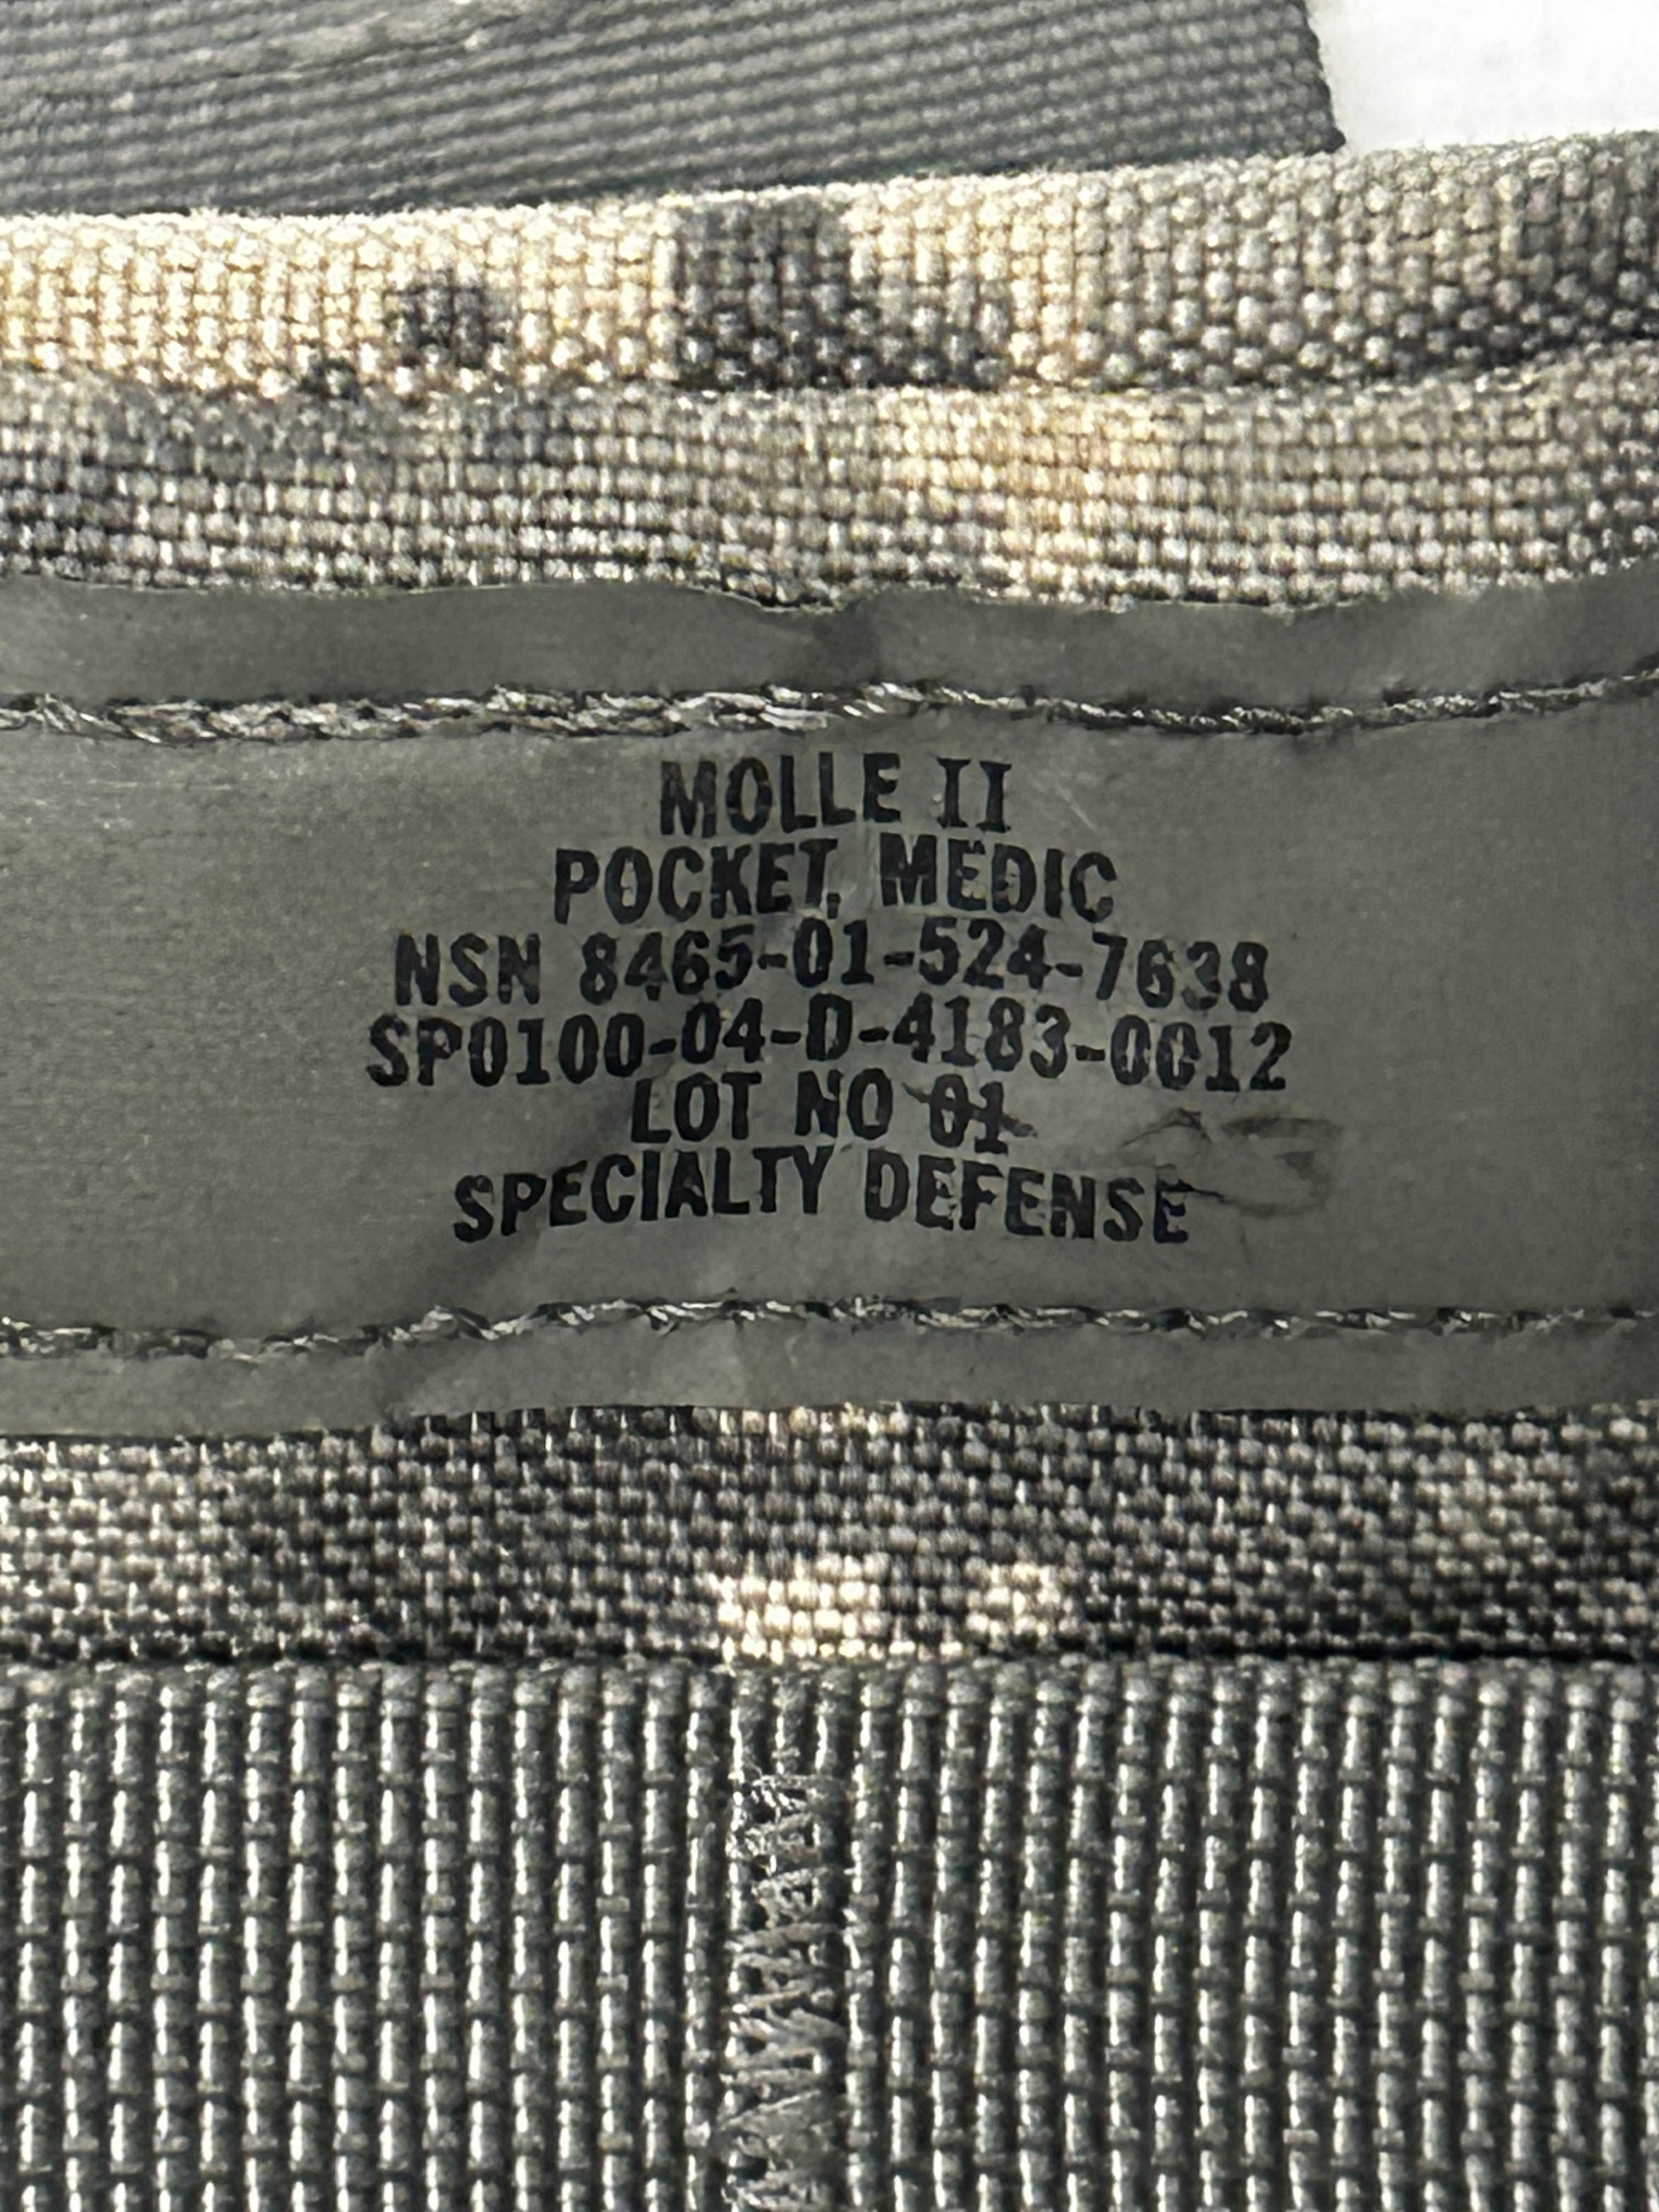 MOLLE II
POCKET, MEDIC
NSN 8465-01-524-7638
SP0100-04-D-4183-0012
LOT NO 01
SPECIALTY DEFENSE